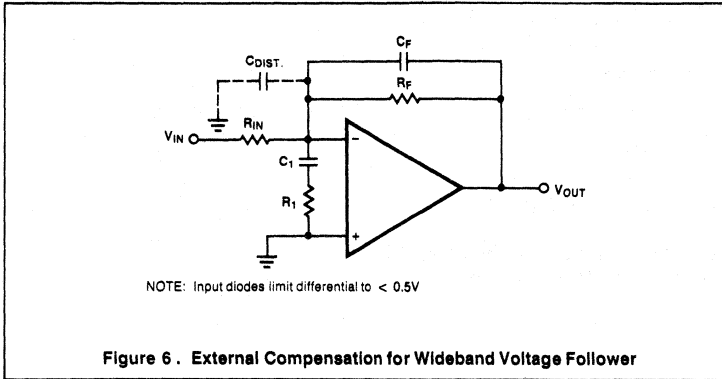 CF
CDIST.
RF
RIN
VIN
−
C1
R1
+
VOUT
NOTE: Input diodes limit differential to < 0.5V
Figure 6. External Compensation for Wideband Voltage Follower